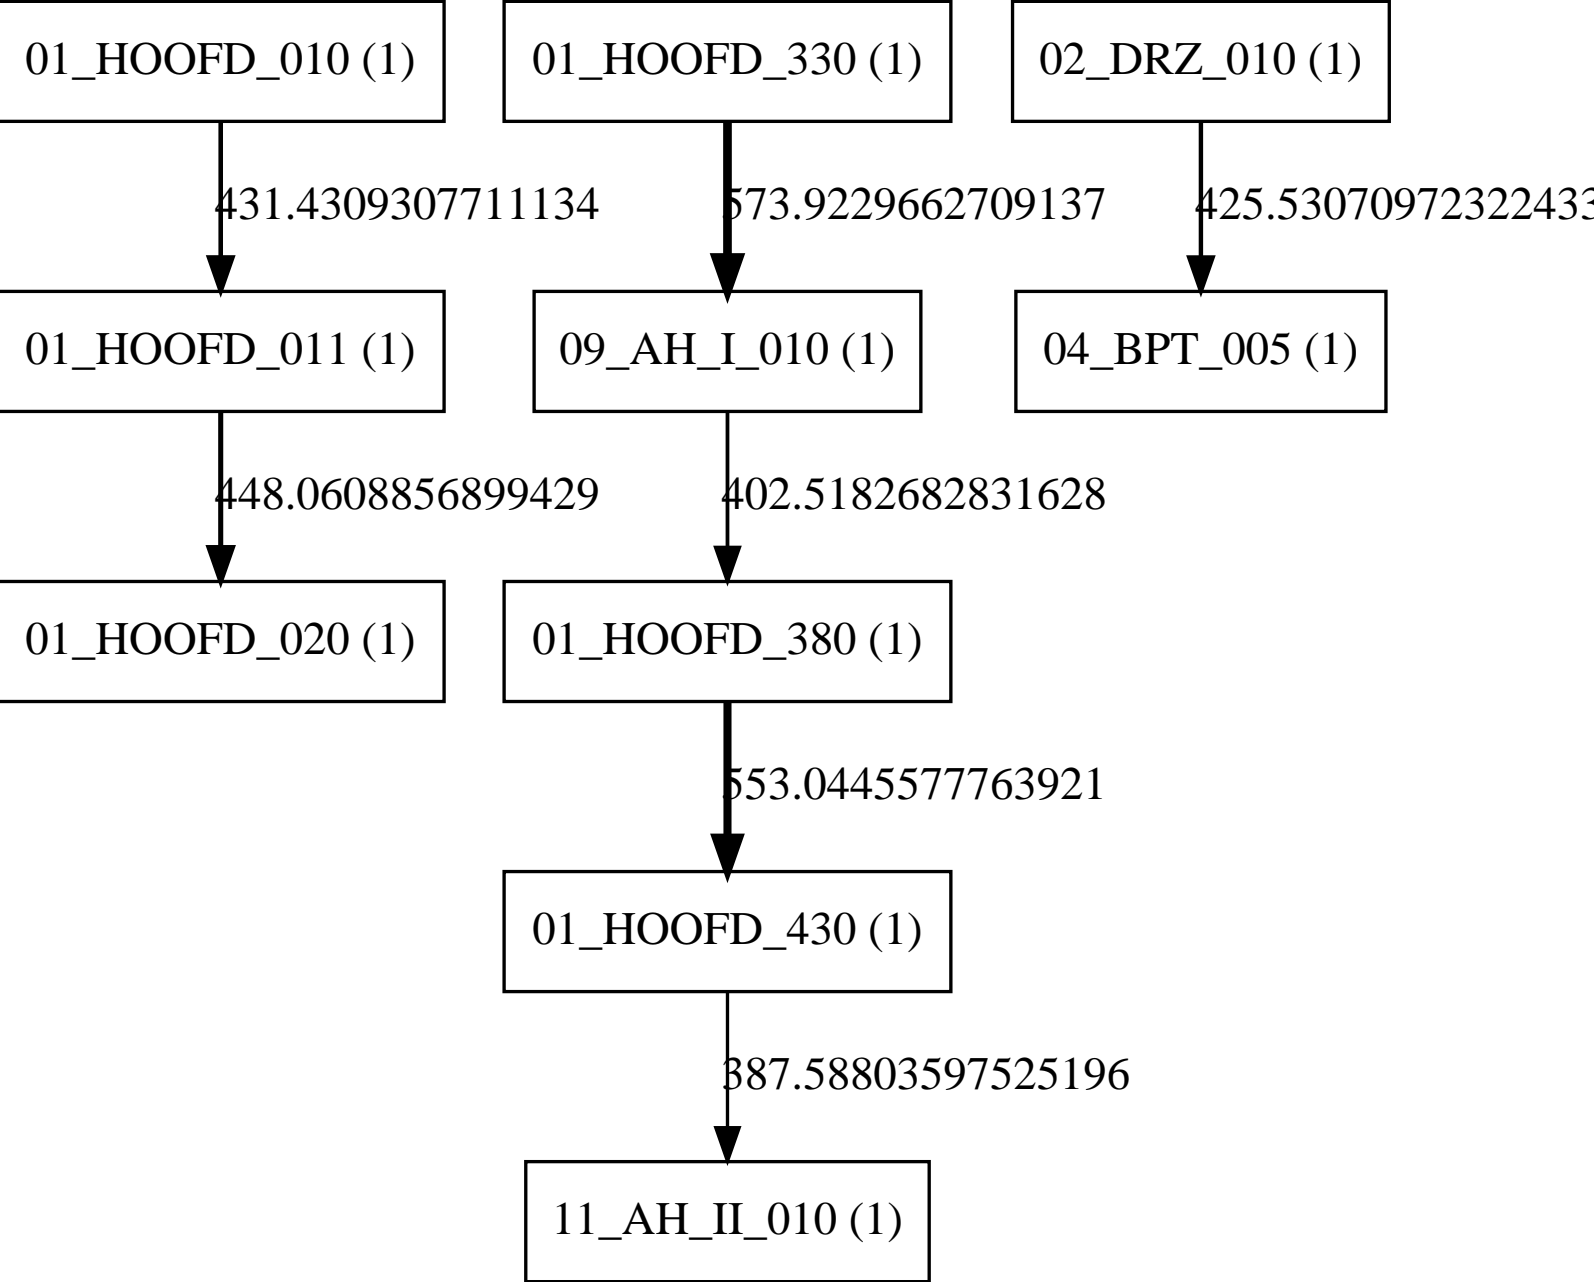 01_HOOFD_010 (1)
01_HOOFD_330 (1)
02_DRZ_010 (1)
431.4309307711134
573.9229662709137
425.53070972322433
01_HOOFD_011 (1)
09_AH_I_010 (1)
04_BPT_005 (1)
448.0608856899429
402.5182682831628
01_HOOFD_020 (1)
01_HOOFD_380 (1)
553.0445577763921
01_HOOFD_430 (1)
387.58803597525196
11_AH_II_010 (1)